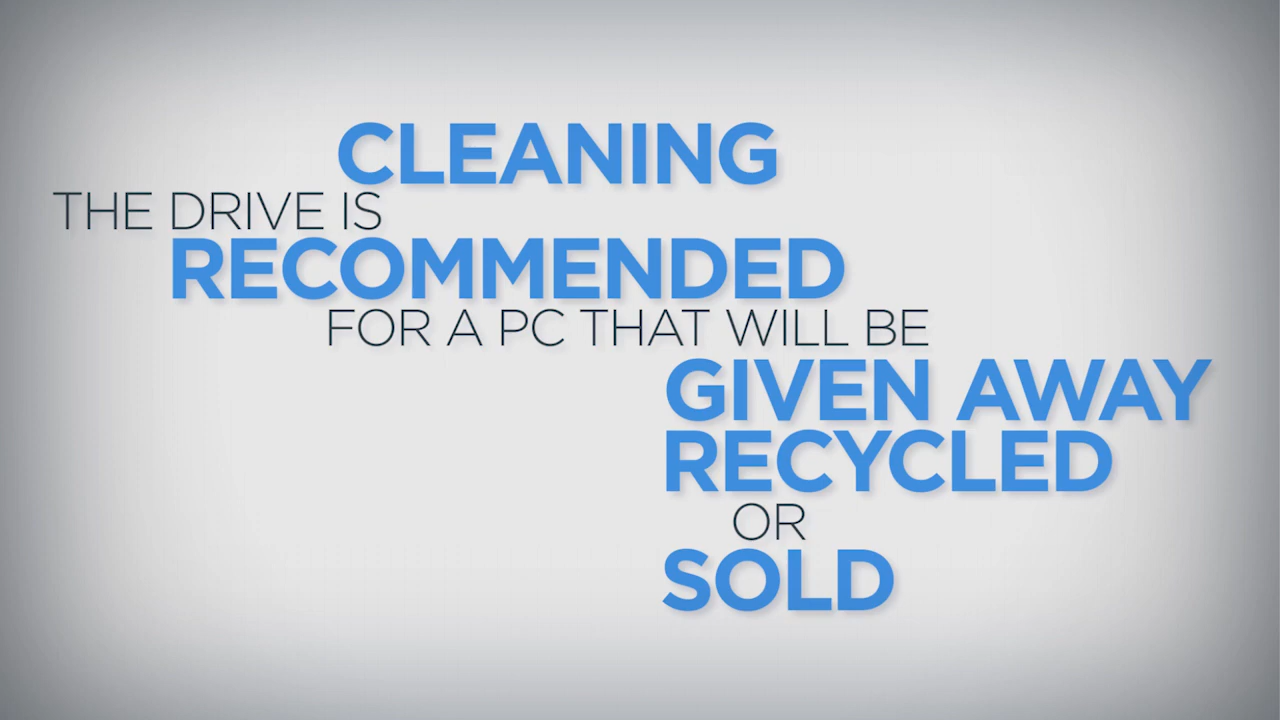 CLEANING
THE DRIVE IS
RECOMMENDED
FOR A PC THAT WILL BE
GIVEN AWAY
RECYCLED
OR
SOLD